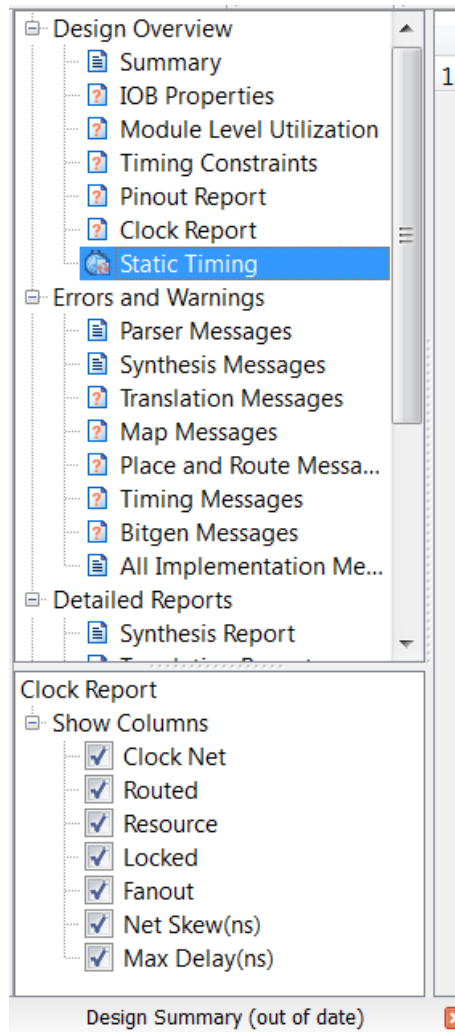 Design Overview
Summary
IOB Properties
Module Level Utilization
Timing Constraints
Pinout Report
Clock Report
Static Timing
Errors and Warnings
Parser Messages
Synthesis Messages
Translation Messages
Map Messages
Place and Route Messa...
Timing Messages
Bitgen Messages
All Implementation Me...
Detailed Reports
Synthesis Report
Clock Report
Show Columns
Clock Net
Routed
Resource
Locked
Fanout
Net Skew(ns)
Max Delay(ns)
Design Summary (out of date)
1